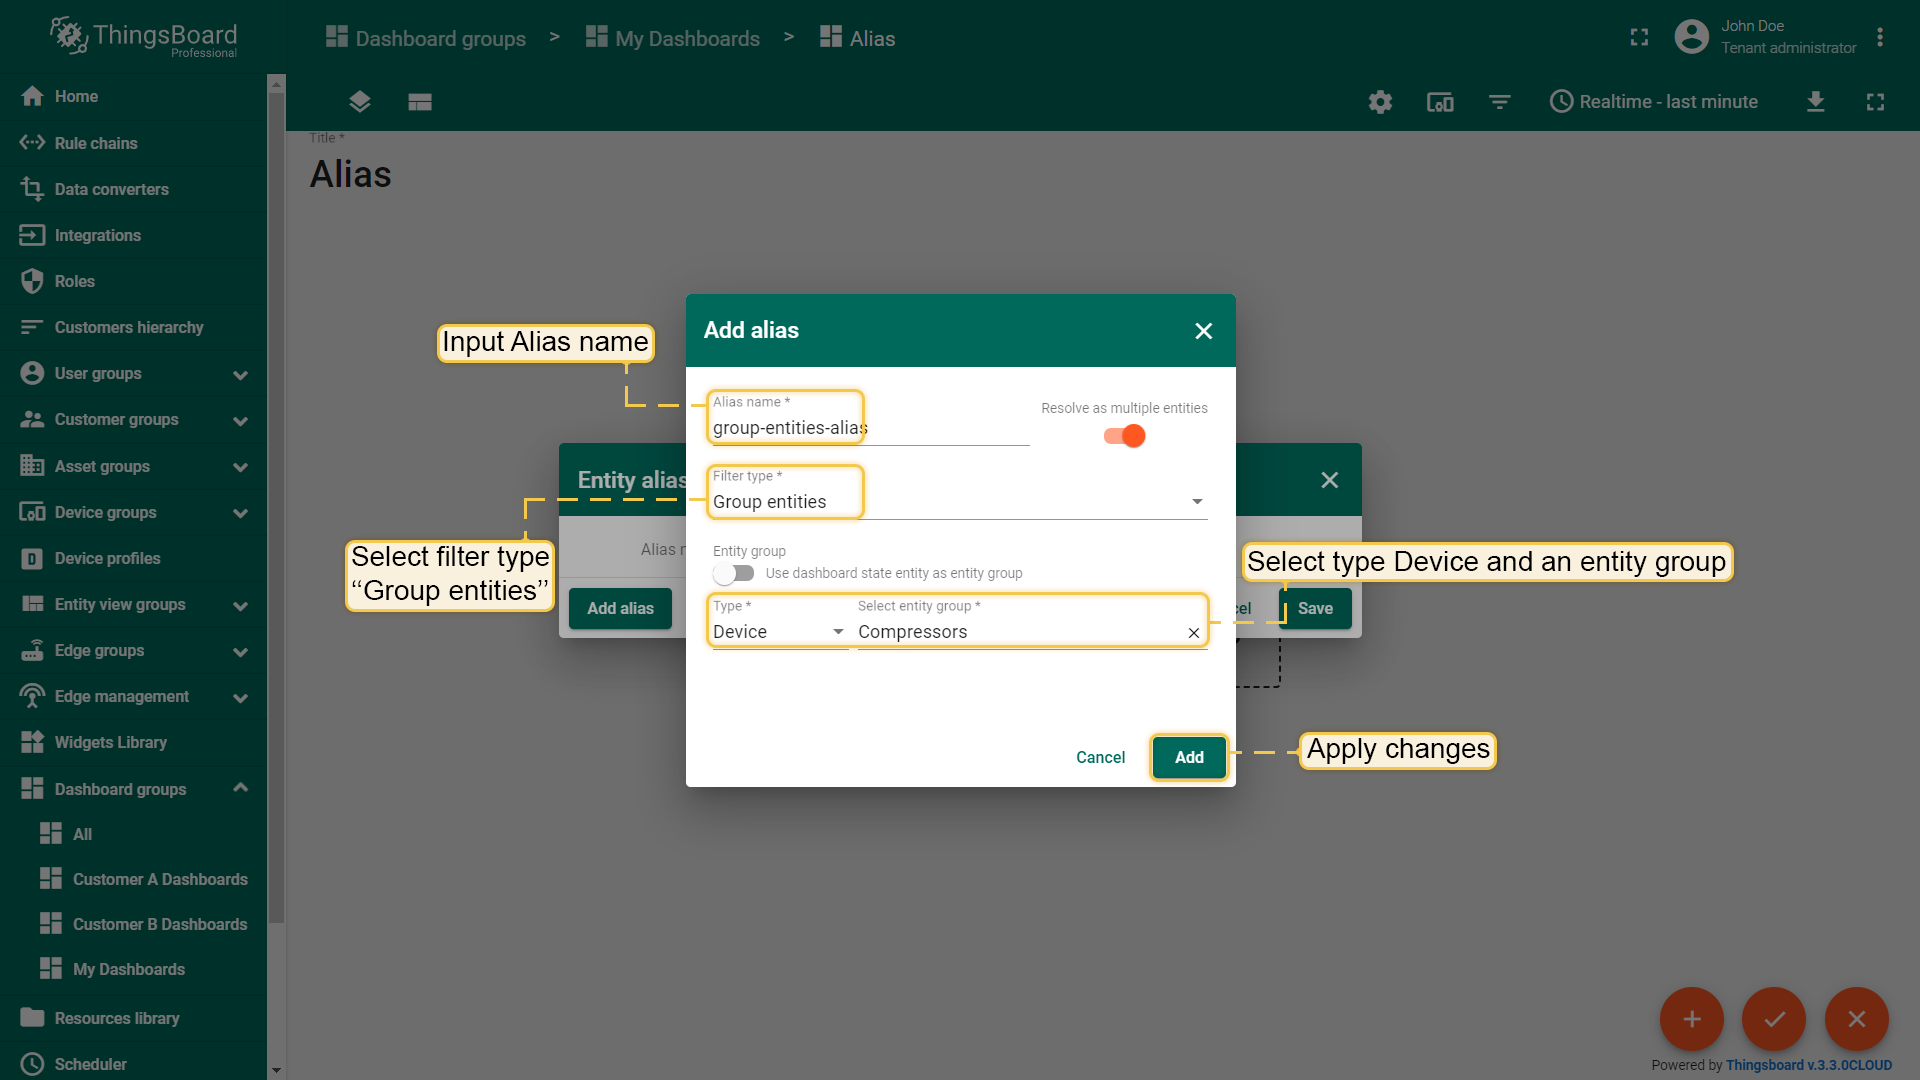 ThingsBoard
Professional
Dashboard groups > My Dashboards > Alias
John Doe
Tenant administrator
Realtime - last minute
Home
Rule chains
Data converters
Integrations
Roles
Customers hierarchy
User groups
Customer groups
Asset groups
Device groups
Device profiles
Entity view groups
Edge groups
Edge management
Widgets Library
Dashboard groups
All
Customer A Dashboards
Customer B Dashboards
My Dashboards
Resources library
Scheduler
Title *
Alias
Input Alias name
Add alias
Alias name *
group-entities-alias
Resolve as multiple entities
Entity alias
Filter type *
Group entities
Select filter type
“Group entities”
Alias n
Add alias
Entity group
Use dashboard state entity as entity group
Select type Device and an entity group
Type *
Device
Select entity group *
Compressors
cel
Save
Cancel
Add
Apply changes
Powered by Thingsboard v.3.3.0CLOUD